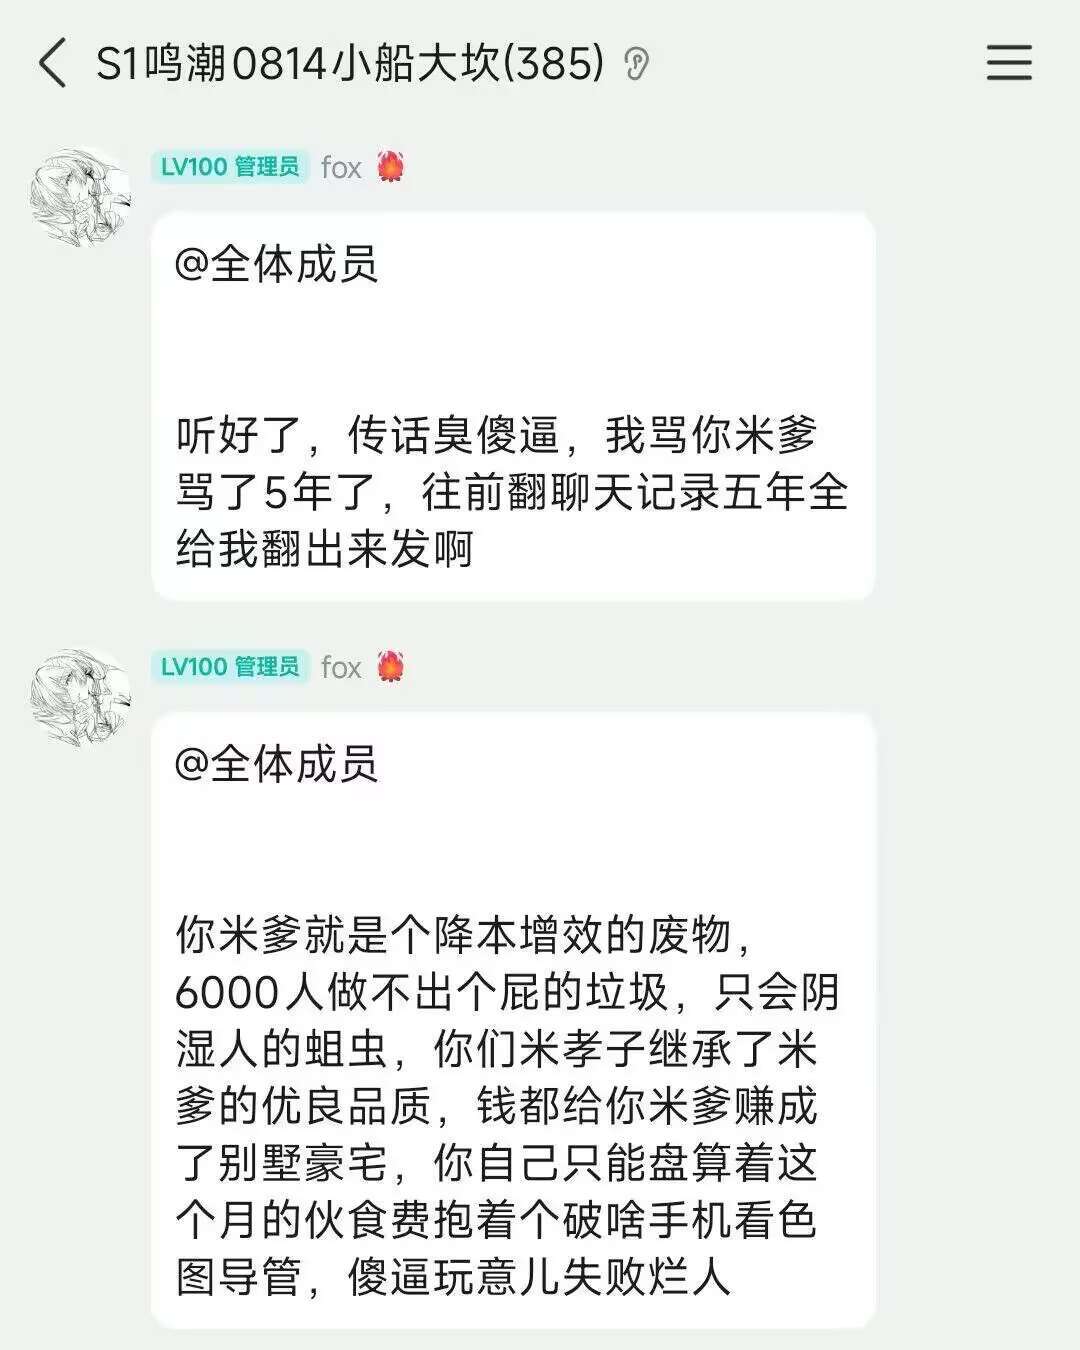 S1鸣潮0814小船大坎(385)
LV100 管理员 fox
@全体成员
听好了，传话臭傻逼，我骂你米爹
骂了5年了，往前翻聊天记录五年全
给我翻出来发啊
LV100 管理员 fox
@全体成员
你米爹就是个降本增效的废物，
6000人做不出个屁的垃圾，只会阴
湿人的蛆虫，你们米孝子继承了米
爹的优良品质，钱都给你米爹赚成
了别墅豪宅，你自己只能盘算着这
个月的伙食费抱着个破啥手机看色
图导管，傻逼玩意儿失败烂人